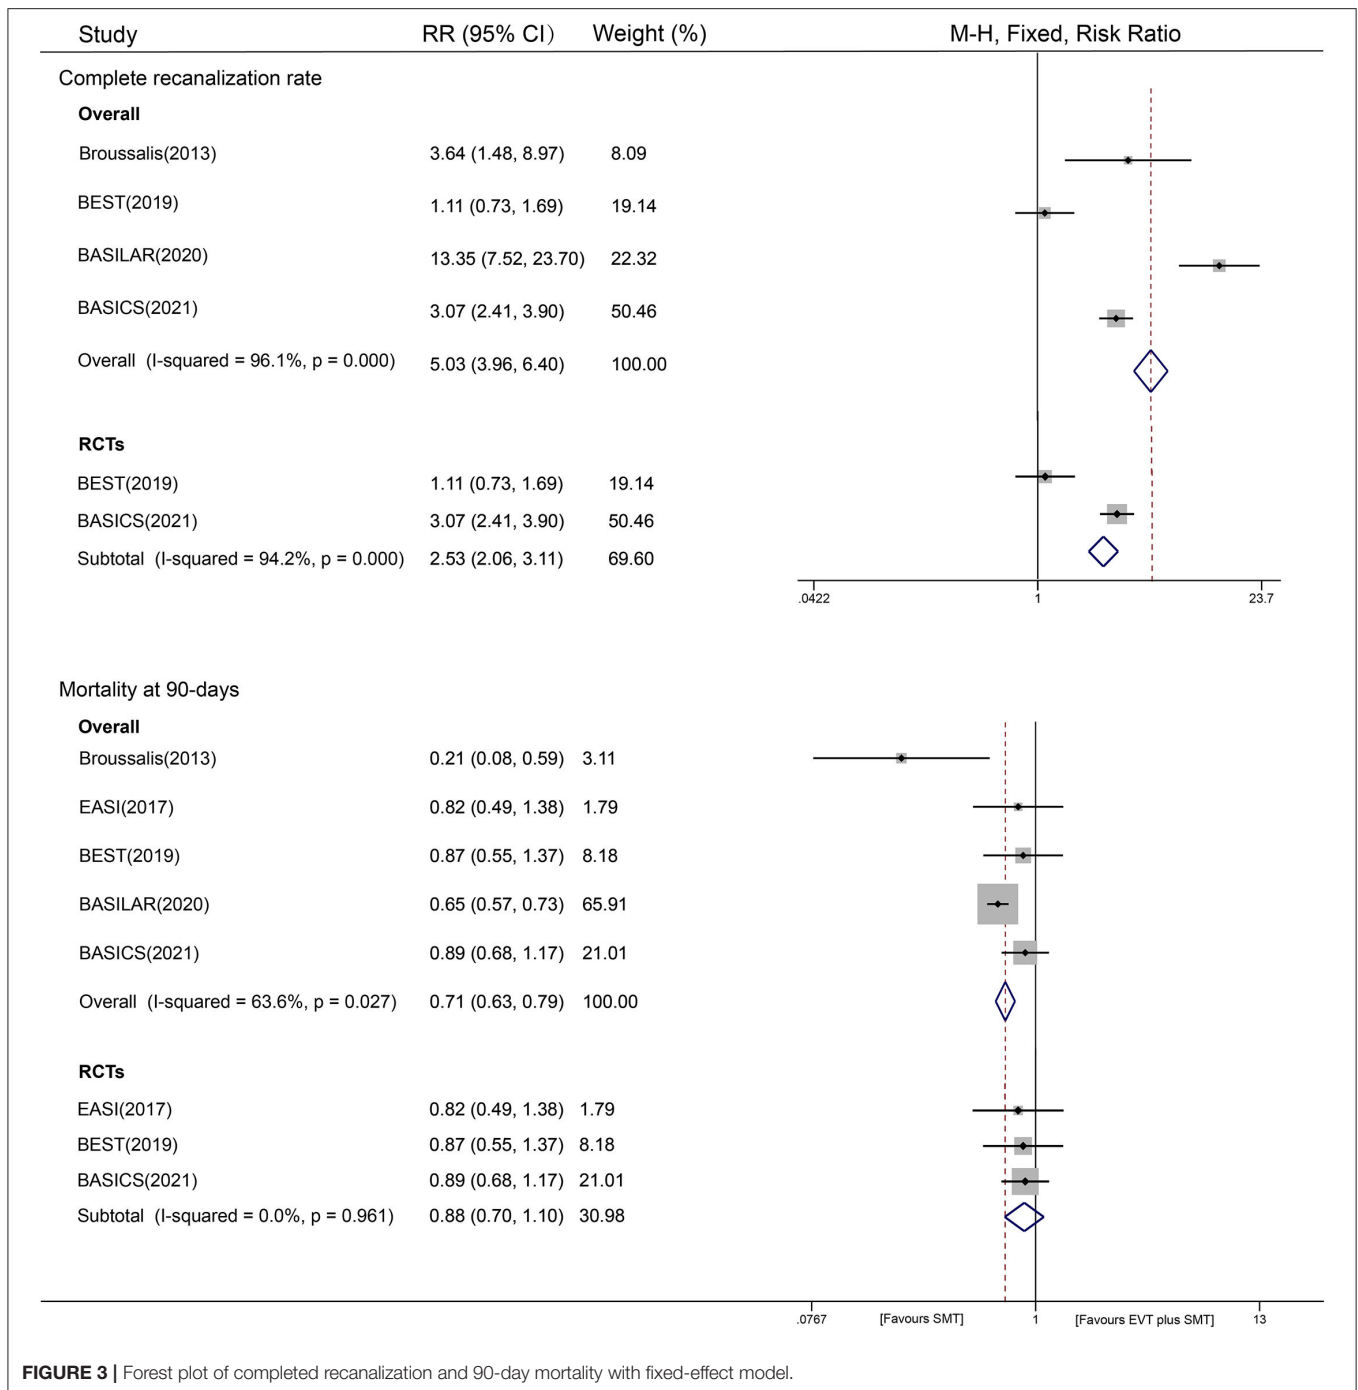 Study RR (95% CI） Weight (%) M-H, Fixed, Risk Ratio
Complete recanalization rate
Overall
Broussalis(2013) 3.64 (1.48, 8.97) 8.09
BEST(2019) 1.11 (0.73, 1.69) 19.14
BASILAR(2020) 13.35 (7.52, 23.70) 22.32
BASICS(2021) 3.07 (2.41, 3.90) 50.46
Overall (I-squared = 96.1%, p = 0.000) 5.03 (3.96, 6.40) 100.00
RCTs
BEST(2019) 1.11 (0.73, 1.69) 19.14
BASICS(2021) 3.07 (2.41, 3.90) 50.46
Subtotal (I-squared = 94.2%, p = 0.000) 2.53 (2.06, 3.11) 69.60
.0422 1 23.7
Mortality at 90-days
Overall
Broussalis(2013) 0.21 (0.08, 0.59) 3.11
EASI(2017) 0.82 (0.49, 1.38) 1.79
BEST(2019) 0.87 (0.55, 1.37) 8.18
BASILAR(2020) 0.65 (0.57, 0.73) 65.91
BASICS(2021) 0.89 (0.68, 1.17) 21.01
Overall (I-squared = 63.6%, p = 0.027) 0.71 (0.63, 0.79) 100.00
RCTs
EASI(2017) 0.82 (0.49, 1.38) 1.79
BEST(2019) 0.87 (0.55, 1.37) 8.18
BASICS(2021) 0.89 (0.68, 1.17) 21.01
Subtotal (I-squared = 0.0%, p = 0.961) 0.88 (0.70, 1.10) 30.98
.0767 [Favours SMT] 1 [Favours EVT plus SMT] 13
FIGURE 3 | Forest plot of completed recanalization and 90-day mortality with fixed-effect model.